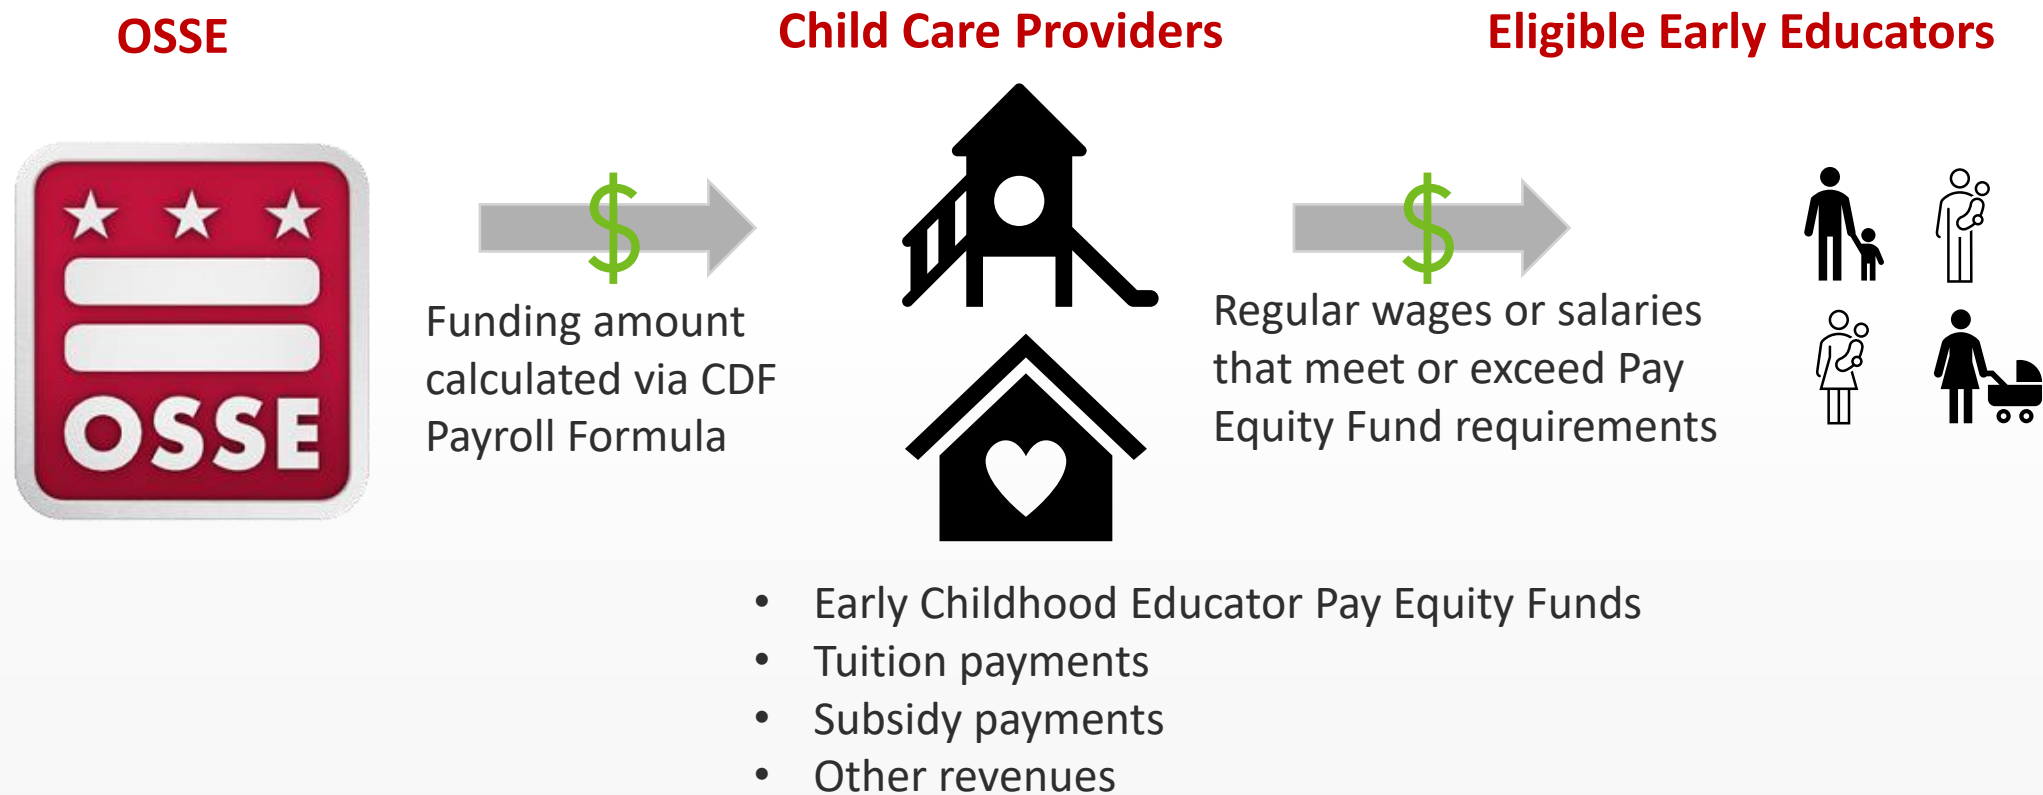 OSSE
Child Care Providers
Eligible Early Educators
OSSE
$
Funding amount
calculated via CDF
Payroll Formula
$
Regular wages or salaries
that meet or exceed Pay
Equity Fund requirements
• Early Childhood Educator Pay Equity Funds
• Tuition payments
• Subsidy payments
• Other revenues